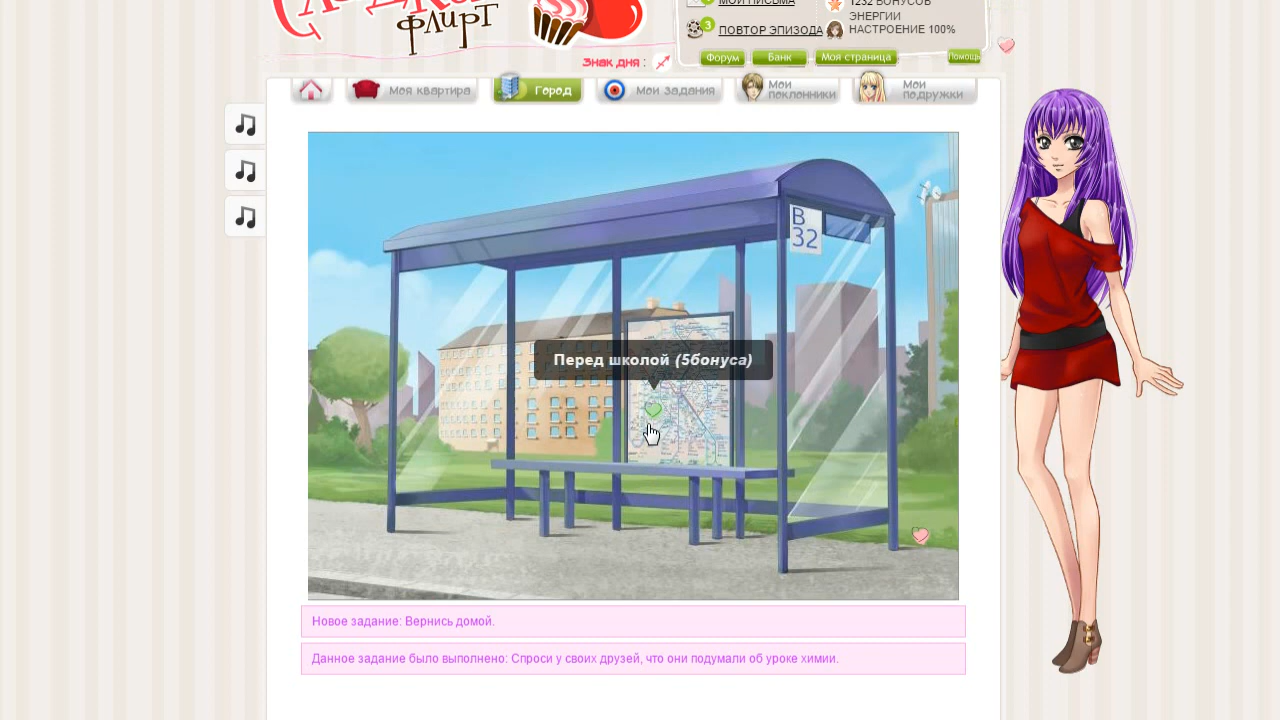 Сладкий
Флирт
МОИ ПИСЬМА
3
ПОВТОР ЭПИЗОДА
1232 БОНУСОВ
ЭНЕРГИИ
НАСТРОЕНИЕ 100%
Знак дня :
Форум
Банк
Моя страница
Помощь
Моя квартира
Город
Мои задания
Мои
поклонники
Мои
подружки
B
32
Перед школой (5бонуса)
Новое задание: Вернись домой.
Данное задание было выполнено: Спроси у своих друзей, что они подумали об уроке химии.